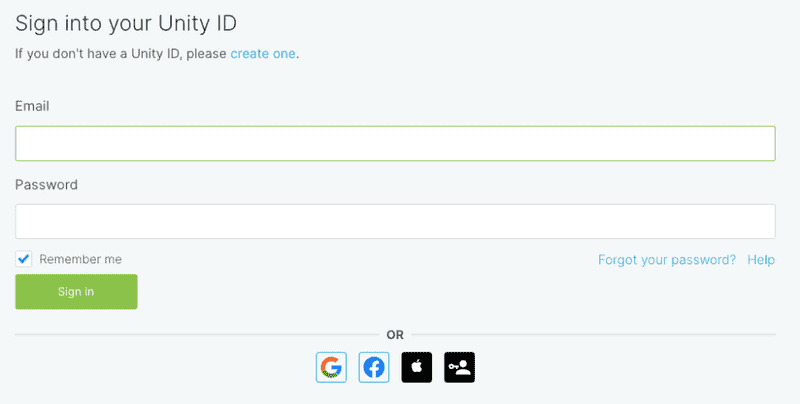 Sign into your Unity ID
If you don't have a Unity ID, please create one.
Email
Password
Remember me
Forgot your password? Help
Sign in
OR